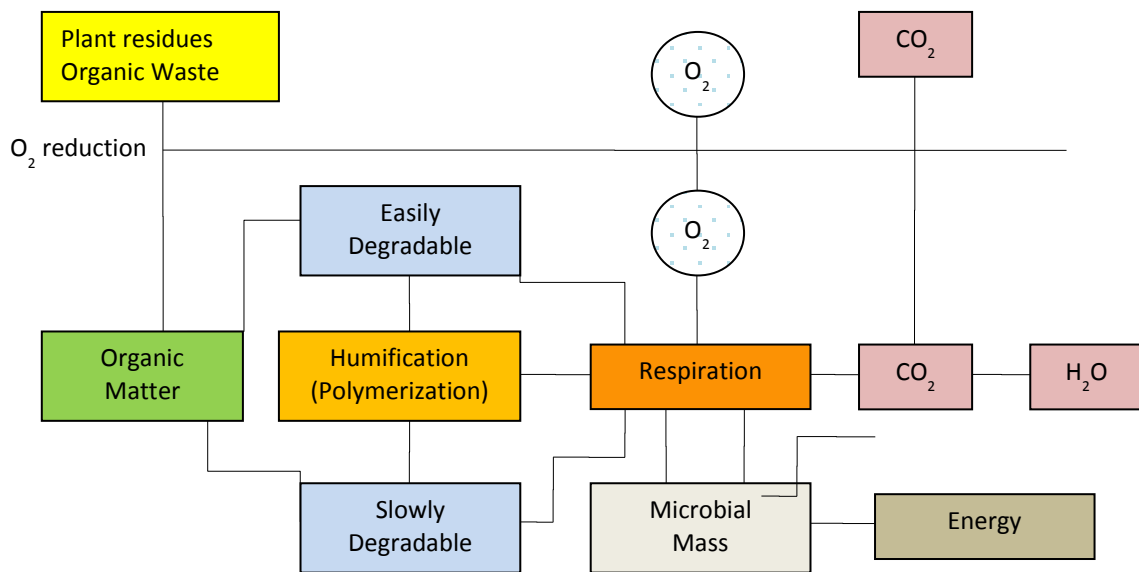 Plant residues
Organic Waste
O₂
CO₂
O₂ reduction
Easily
Degradable
O₂
Organic
Matter
Humification
(Polymerization)
Respiration
CO₂
H₂O
Slowly
Degradable
Microbial
Mass
Energy